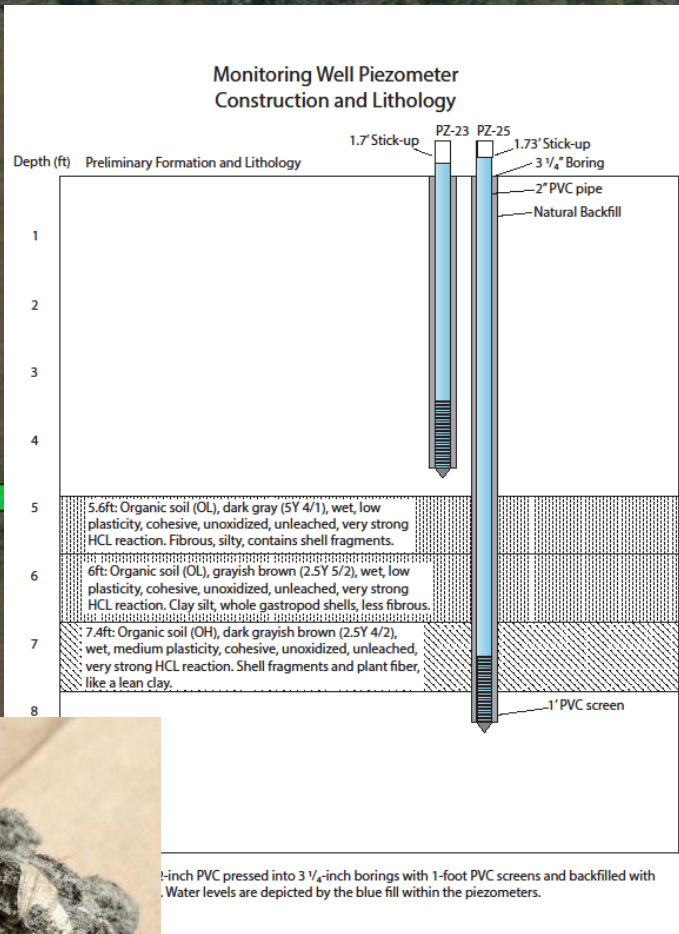 Monitoring Well Piezometer
Construction and Lithology
PZ-23 PZ-25
1.7' Stick-up
1.73' Stick-up
Depth (ft) Preliminary Formation and Lithology
3 1/4" Boring
2" PVC pipe
Natural Backfill
1
2
3
4
5
5.6ft: Organic soil (OL), dark gray (5Y 4/1), wet, low
plasticity, cohesive, unoxidized, unleached, very strong
HCL reaction. Fibrous, silty, contains shell fragments.
6
6ft: Organic soil (OL), grayish brown (2.5Y 5/2), wet, low
plasticity, cohesive, unoxidized, unleached, very strong
HCL reaction. Clay silt, whole gastropod shells, less fibrous.
7
7.4ft: Organic soil (OH), dark grayish brown (2.5Y 4/2),
wet, medium plasticity, cohesive, unoxidized, unleached,
very strong HCL reaction. Shell fragments and plant fiber,
like a lean clay.
8
1' PVC screen
2-inch PVC pressed into 3 1/4-inch borings with 1-foot PVC screens and backfilled with
. Water levels are depicted by the blue fill within the piezometers.